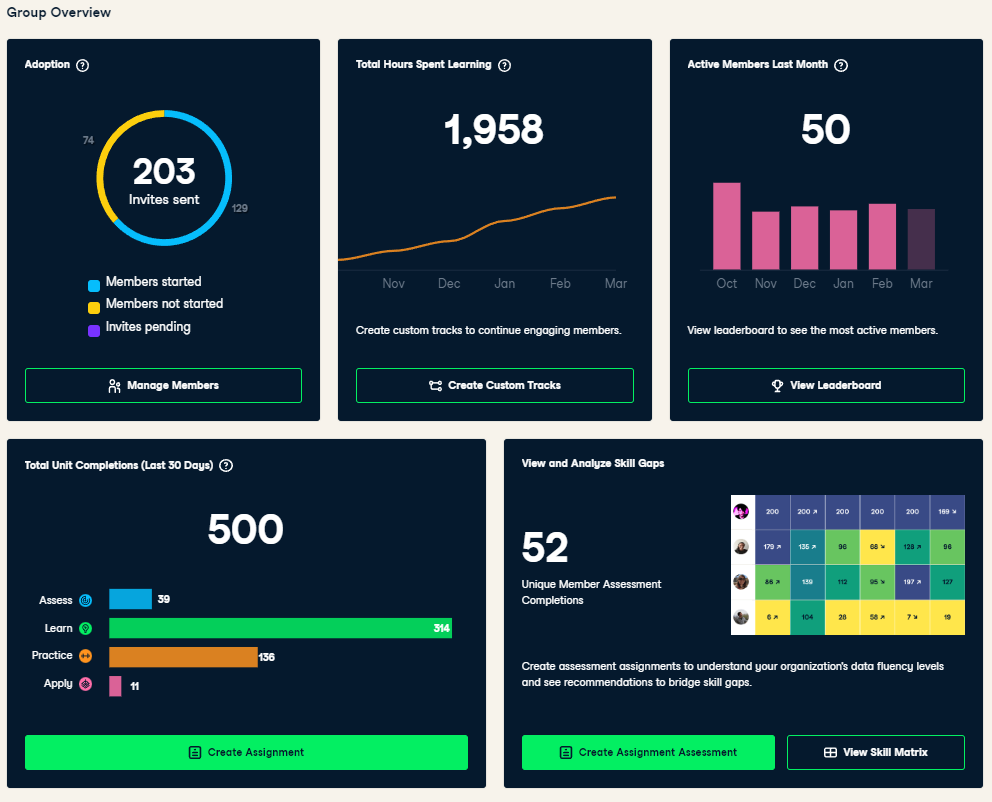 Group Overview
Adoption ?
74
203
Invites sent
129
Members started
Members not started
Invites pending
Manage Members
Total Hours Spent Learning ?
1,958
Nov Dec Jan Feb Mar
Create custom tracks to continue engaging members.
Create Custom Tracks
Active Members Last Month ?
50
Oct Nov Dec Jan Feb Mar
View leaderboard to see the most active members.
View Leaderboard
Total Unit Completions (Last 30 Days) ?
500
Assess 39
Learn 314
Practice 136
Apply 11
Create Assignment
View and Analyze Skill Gaps
52
Unique Member Assessment
Completions
200 200 ↗ 200 200 200 169 ↘
179 ↗ 135 ↗ 96 68 ↘ 128 ↗ 96
88 ↗ 139 112 95 ↘ 197 ↗ 127
6 ↗ 104 28 58 ↗ 7 ↘ 19
Create assessment assignments to understand your organization's data fluency levels
and see recommendations to bridge skill gaps.
Create Assignment Assessment
View Skill Matrix